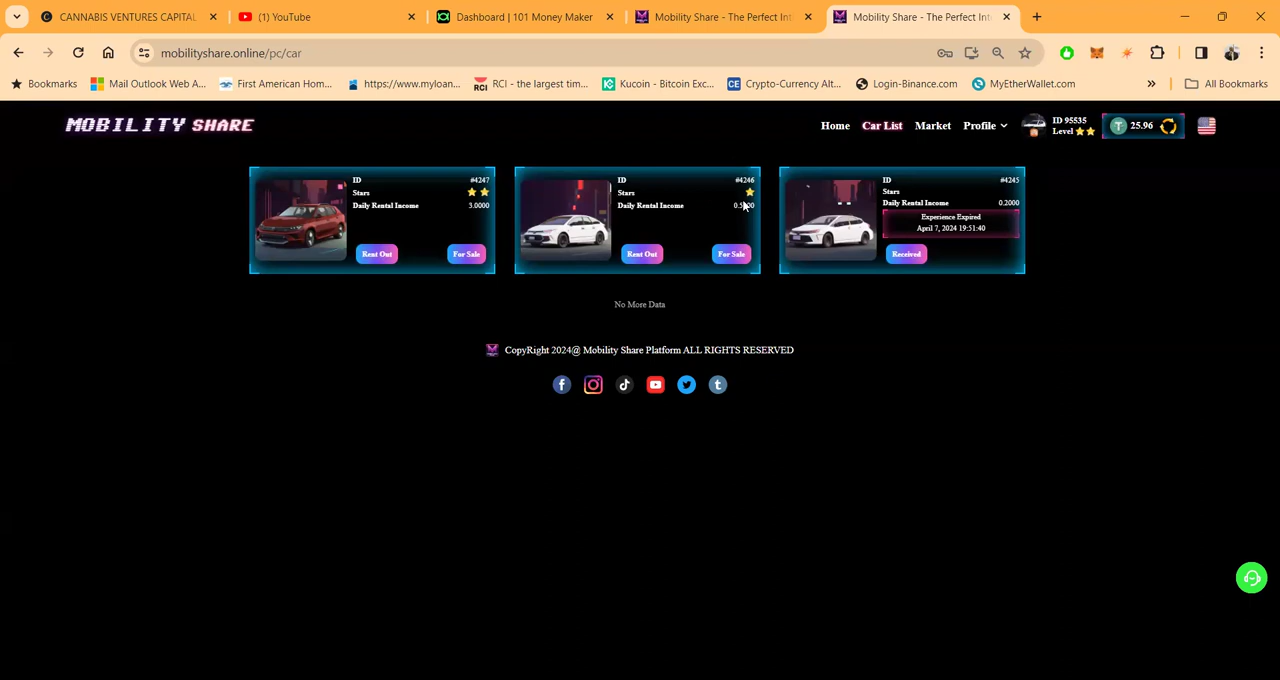 CANNABIS VENTURES CAPITAL
(1) YouTube
Dashboard | 101 Money Maker
Mobility Share - The Perfect Int
Mobility Share - The Perfect Int
mobilityshare.online/pc/car
Bookmarks
Mail Outlook Web A...
First American Hom...
https://www.myloan...
RCI - the largest tim...
Kucoin - Bitcoin Exc...
Crypto-Currency Alt...
Login-Binance.com
MyEtherWallet.com
»
All Bookmarks
MOBILITY SHARE
Home
Car List
Market
Profile
ID 95535
Level
25.96
ID #4247
Stars
Daily Rental Income 3.0000
Rent Out
For Sale
ID #4246
Stars
Daily Rental Income
Rent Out
For Sale
ID #4245
Stars
Daily Rental Income 0.2000
Experience Expired
April 7, 2024 19:51:40
Received
No More Data
CopyRight 2024@ Mobility Share Platform ALL RIGHTS RESERVED